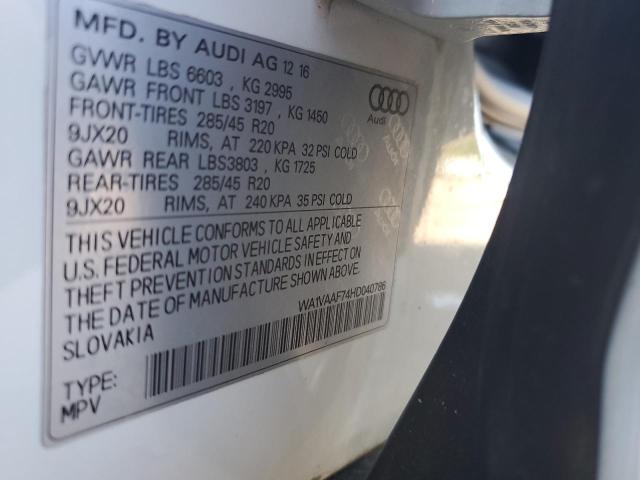 MFD. BY AUDI AG 12 16
GVWR LBS 6603 , KG 2995
GAWR FRONT LBS 3197 , KG 1450
FRONT-TIRES 285/45 R20
9JX20 RIMS, AT 220 KPA 32 PSI COLD
GAWR REAR LBS3803 , KG 1725
REAR-TIRES 285/45 R20
9JX20 RIMS, AT 240 KPA 35 PSI COLD
Audi
THIS VEHICLE CONFORMS TO ALL APPLICABLE
U.S. FEDERAL MOTOR VEHICLE SAFETY AND
THEFT PREVENTION STANDARDS IN EFFECT ON
THE DATE OF MANUFACTURE SHOWN ABOVE.
SLOVAKIA
WA1VAAF74HD040786
TYPE:
MPV